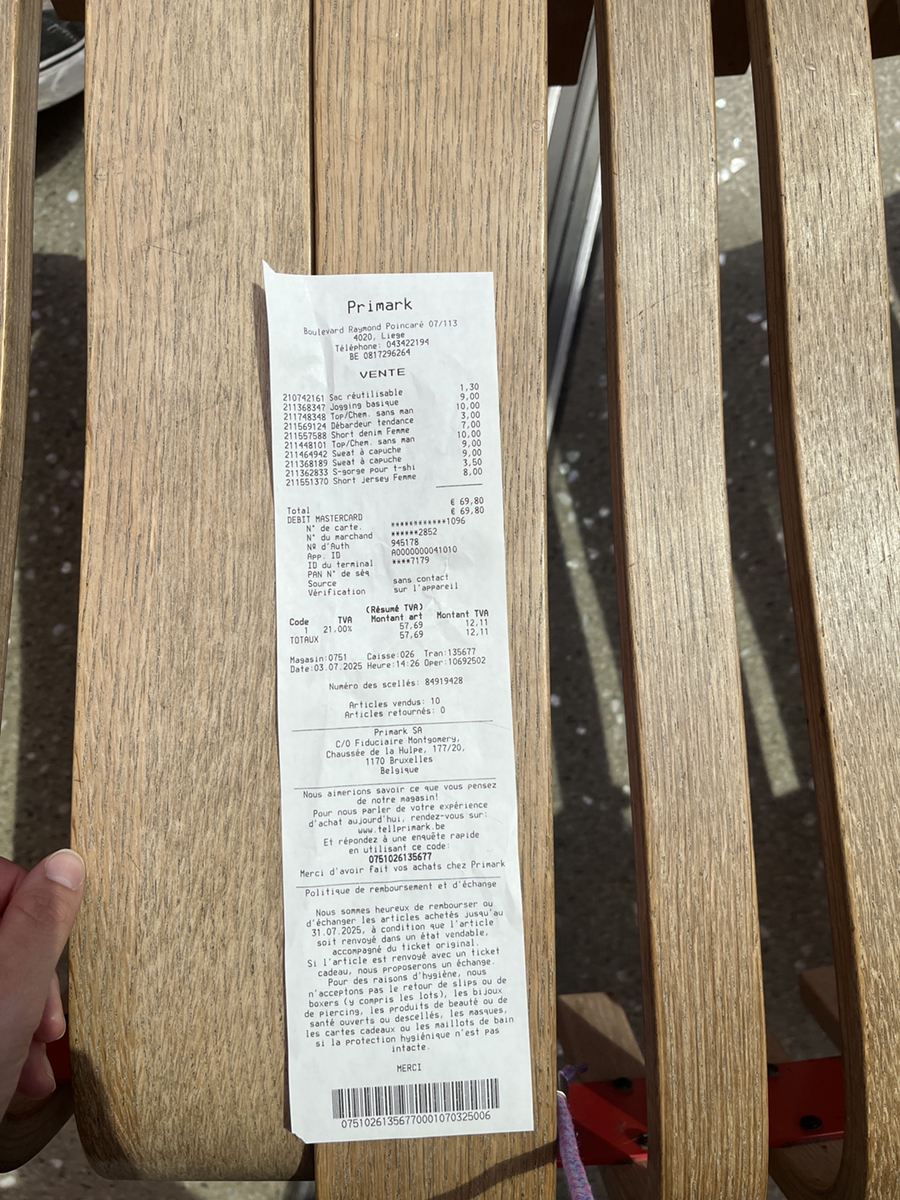 Primark
Boulevard Raymond Poincaré 07/113
4020, Liege
Téléphone: 043422194
BE 0817296264
VENTE
210742161 Sac réutilisable 1,30
211368347 Jogging basique 9,00
211748348 Top/Chem. sans man 10,00
211569124 Débardeur tendance 3,00
211557588 Short denim Femme 7,00
211448101 Top/Chem. sans man 10,00
211464942 Sweat à capuche 9,00
211368189 Sweat à capuche 9,00
211362833 S-gorge pour t-shi 3,50
211551370 Short jersey Femme 8,00
Total € 69,80
DEBIT MASTERCARD € 69,80
N° de carte. ************1096
N° du marchand ******2852
Nº d'Auth 945178
App. ID A0000000041010
ID du terminal ****7179
PAN N° de séq
Source sans contact
Vérification sur l'appareil
(Résumé TVA)
Code TVA Montant art Montant TVA
1 21.00% 57,69 12,11
TOTAUX 57,69 12,11
Magasin:0751 Caisse:026 Tran:135677
Date:03.07.2025 Heure:14:26 Oper:10692502
Numéro des scellés: 84919428
Articles vendus: 10
Articles retournés: 0
Primark SA
C/O Fiduciaire Montgomery,
Chaussée de la Hulpe, 177/20,
1170 Bruxelles
Belgique
Nous aimerions savoir ce que vous pensez
de notre magasin!
Pour nous parler de votre expérience
d'achat aujourd'hui, rendez-vous sur:
www.tellprimark.be
Et répondez à une enquête rapide
en utilisant ce code:
0751026135677
Merci d'avoir fait vos achats chez Primark
Politique de remboursement et d'échange
Nous sommes heureux de rembourser ou
d'échanger les articles achetés jusqu'au
31.07.2025, à condition que l'article
soit renvoyé dans un état vendable,
accompagné du ticket original.
Si l'article est renvoyé avec un ticket
cadeau, nous proposerons un échange.
Pour des raisons d'hygiène, nous
n'acceptons pas le retour de slips ou de
boxers (y compris les lots), les bijoux
de piercing, les produits de beauté ou de
santé ouverts ou descellés, les masques,
les cartes cadeaux ou les maillots de bain
si la protection hygiénique n'est pas
intacte.
MERCI
07510261356770001070325006